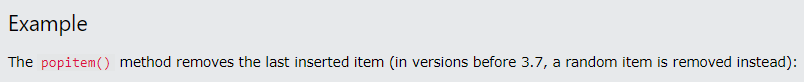 Example
The popitem() method removes the last inserted item (in versions before 3.7, a random item is removed instead):